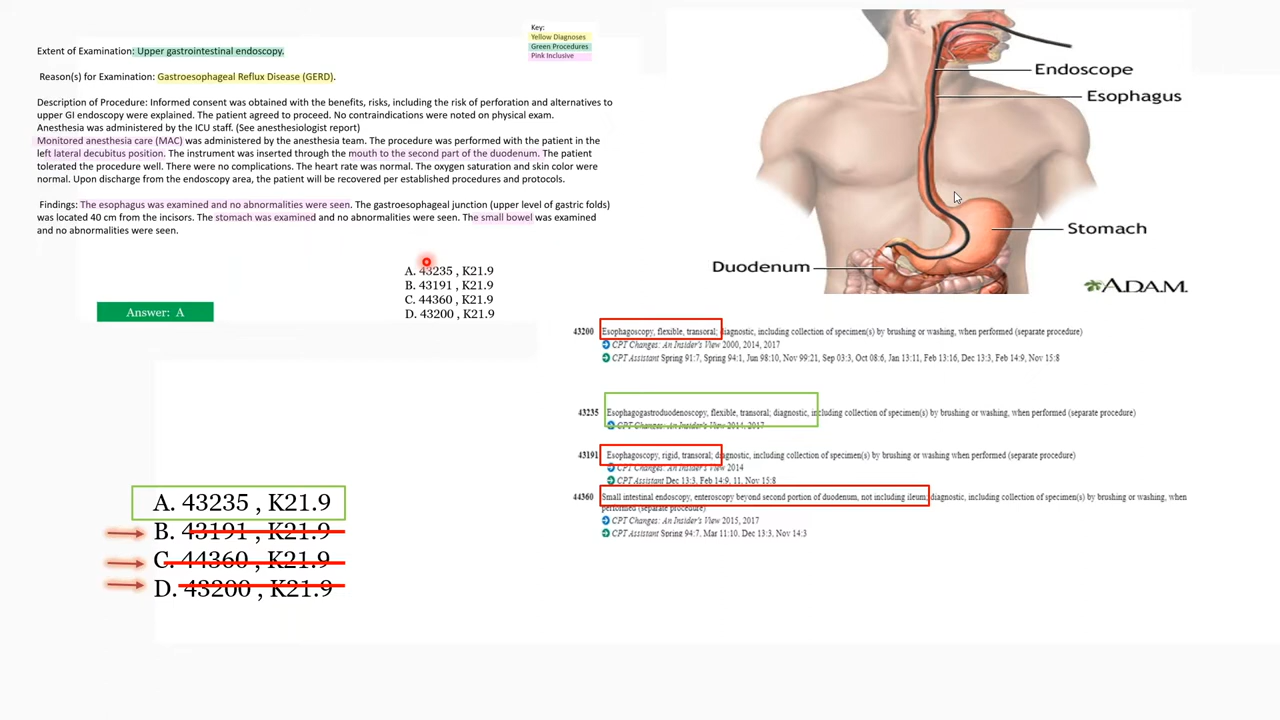 Key:
Yellow Diagnoses
Green Procedures
Pink Inclusive
Extent of Examination: Upper gastrointestinal endoscopy.
Reason(s) for Examination: Gastroesophageal Reflux Disease (GERD).
Description of Procedure: Informed consent was obtained with the benefits, risks, including the risk of perforation and alternatives to
upper GI endoscopy were explained. The patient agreed to proceed. No contraindications were noted on physical exam.
Anesthesia was administered by the ICU staff. (See anesthesiologist report)
Monitored anesthesia care (MAC) was administered by the anesthesia team. The procedure was performed with the patient in the
left lateral decubitus position. The instrument was inserted through the mouth to the second part of the duodenum. The patient
tolerated the procedure well. There were no complications. The heart rate was normal. The oxygen saturation and skin color were
normal. Upon discharge from the endoscopy area, the patient will be recovered per established procedures and protocols.
Findings: The esophagus was examined and no abnormalities were seen. The gastroesophageal junction (upper level of gastric folds)
was located 40 cm from the incisors. The stomach was examined and no abnormalities were seen. The small bowel was examined
and no abnormalities were seen.
A. 43235 , K21.9
B. 43191 , K21.9
C. 44360 , K21.9
D. 43200 , K21.9
Answer: A
Endoscope
Esophagus
Stomach
Duodenum
A.D.A.M.
43200 Esophagoscopy, flexible, transoral; diagnostic, including collection of specimen(s) by brushing or washing, when performed (separate procedure)
CPT Changes: An Insider's View 2000, 2014, 2017
CPT Assistant Spring 91:7, Spring 94:1, Jun 98:10, Nov 99:21, Sep 03:3, Oct 08:6, Jan 13:11, Feb 13:16, Dec 13:3, Feb 14:9, Nov 15:8
43235 Esophagogastroduodenoscopy, flexible, transoral; diagnostic, including collection of specimen(s) by brushing or washing, when performed (separate procedure)
CPT Changes: An Insider's View 2014, 2017
43191 Esophagoscopy, rigid, transoral; diagnostic, including collection of specimen(s) by brushing or washing when performed (separate procedure)
CPT Changes: An Insider's View 2014
CPT Assistant Dec 13:3, Feb 14:9, 11, Nov 15:8
44360 Small intestinal endoscopy, enteroscopy beyond second portion of duodenum, not including ileum; diagnostic, including collection of specimen(s) by brushing or washing, when
performed (separate procedure)
CPT Changes: An Insider's View 2015, 2017
CPT Assistant Spring 94:7, Mar 11:10, Dec 13:3, Nov 14:3
A. 43235 , K21.9
B. 43191 , K21.9
C. 44360 , K21.9
D. 43200 , K21.9